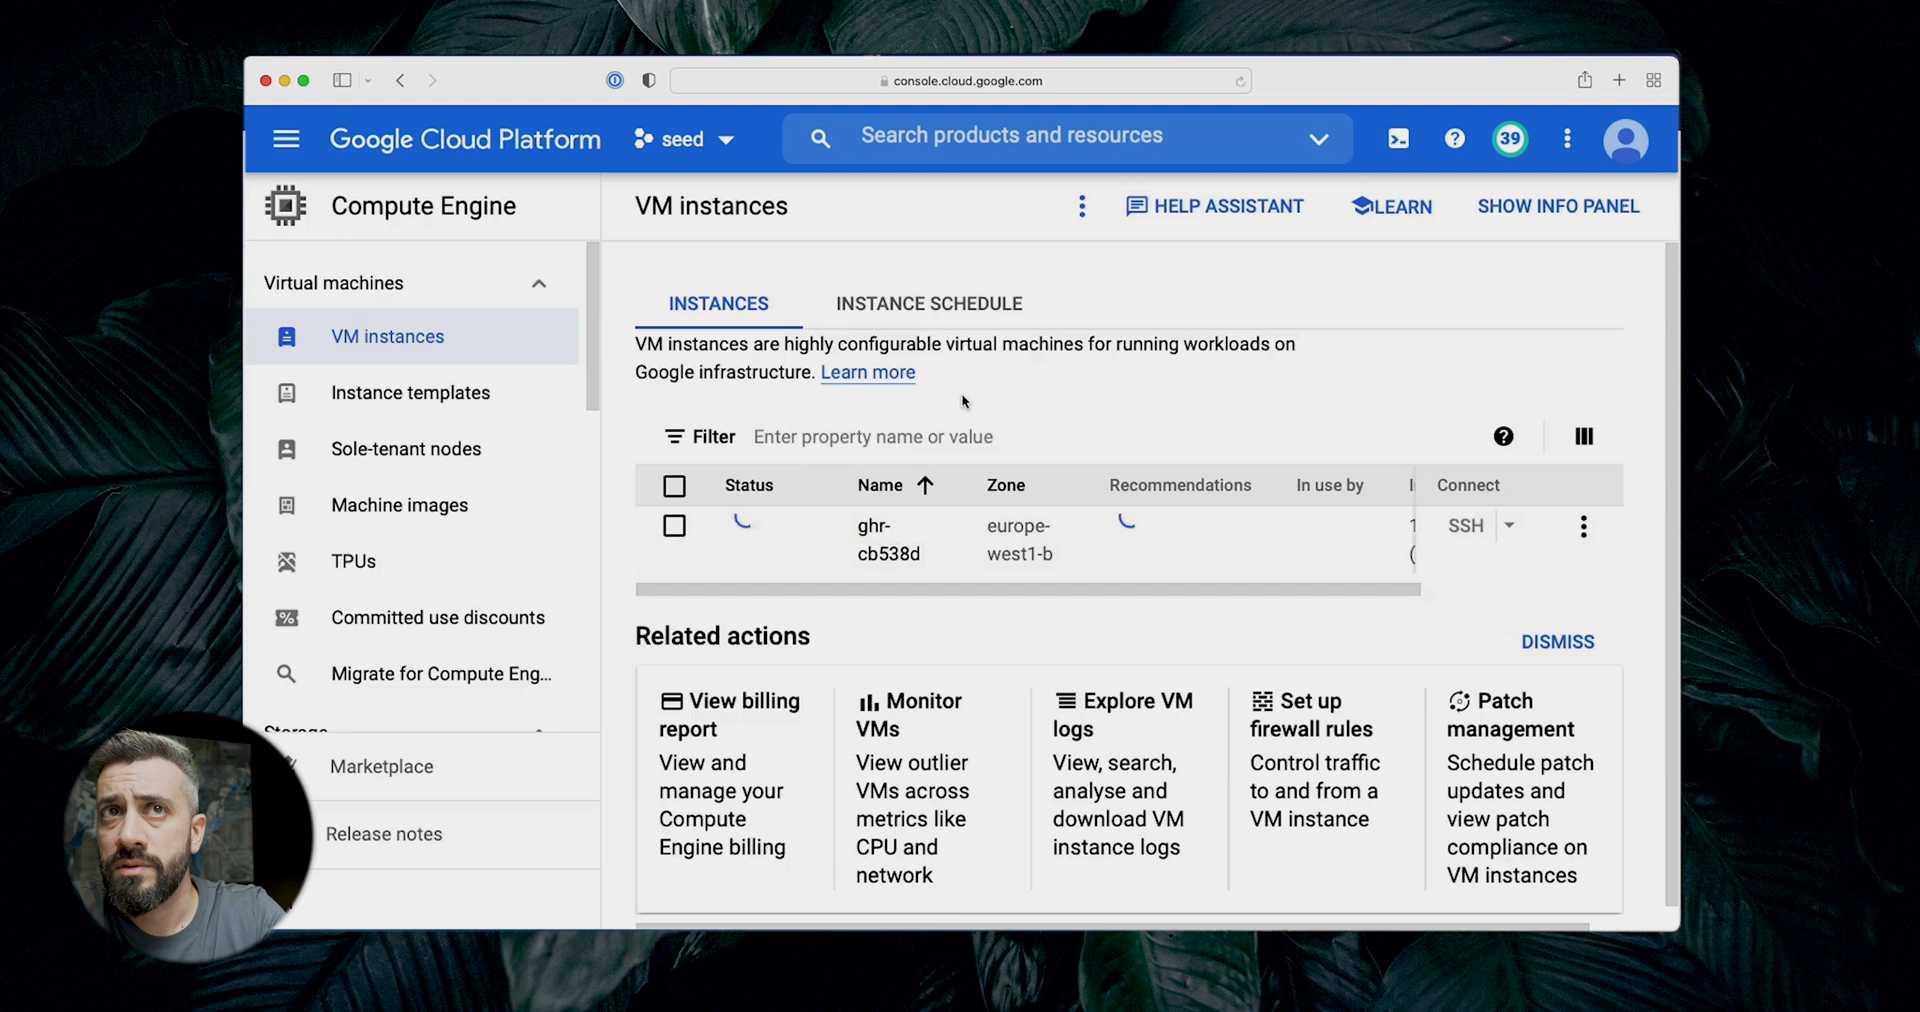 console.cloud.google.com
Google Cloud Platform
seed
Search products and resources
39
Compute Engine
VM instances
HELP ASSISTANT
LEARN
SHOW INFO PANEL
Virtual machines
VM instances
Instance templates
Sole-tenant nodes
Machine images
TPUs
Committed use discounts
Migrate for Compute Eng...
Storage
Marketplace
Release notes
INSTANCES
INSTANCE SCHEDULE
VM instances are highly configurable virtual machines for running workloads on
Google infrastructure. Learn more
Filter Enter property name or value
Status Name Zone Recommendations In use by Connect
ghr-
cb538d
europe-
west1-b
SSH
Related actions
DISMISS
View billing
report
View and
manage your
Compute
Engine billing
Monitor
VMs
View outlier
VMs across
metrics like
CPU and
network
Explore VM
logs
View, search,
analyse and
download VM
instance logs
Set up
firewall rules
Control traffic
to and from a
VM instance
Patch
management
Schedule patch
updates and
view patch
compliance on
VM instances